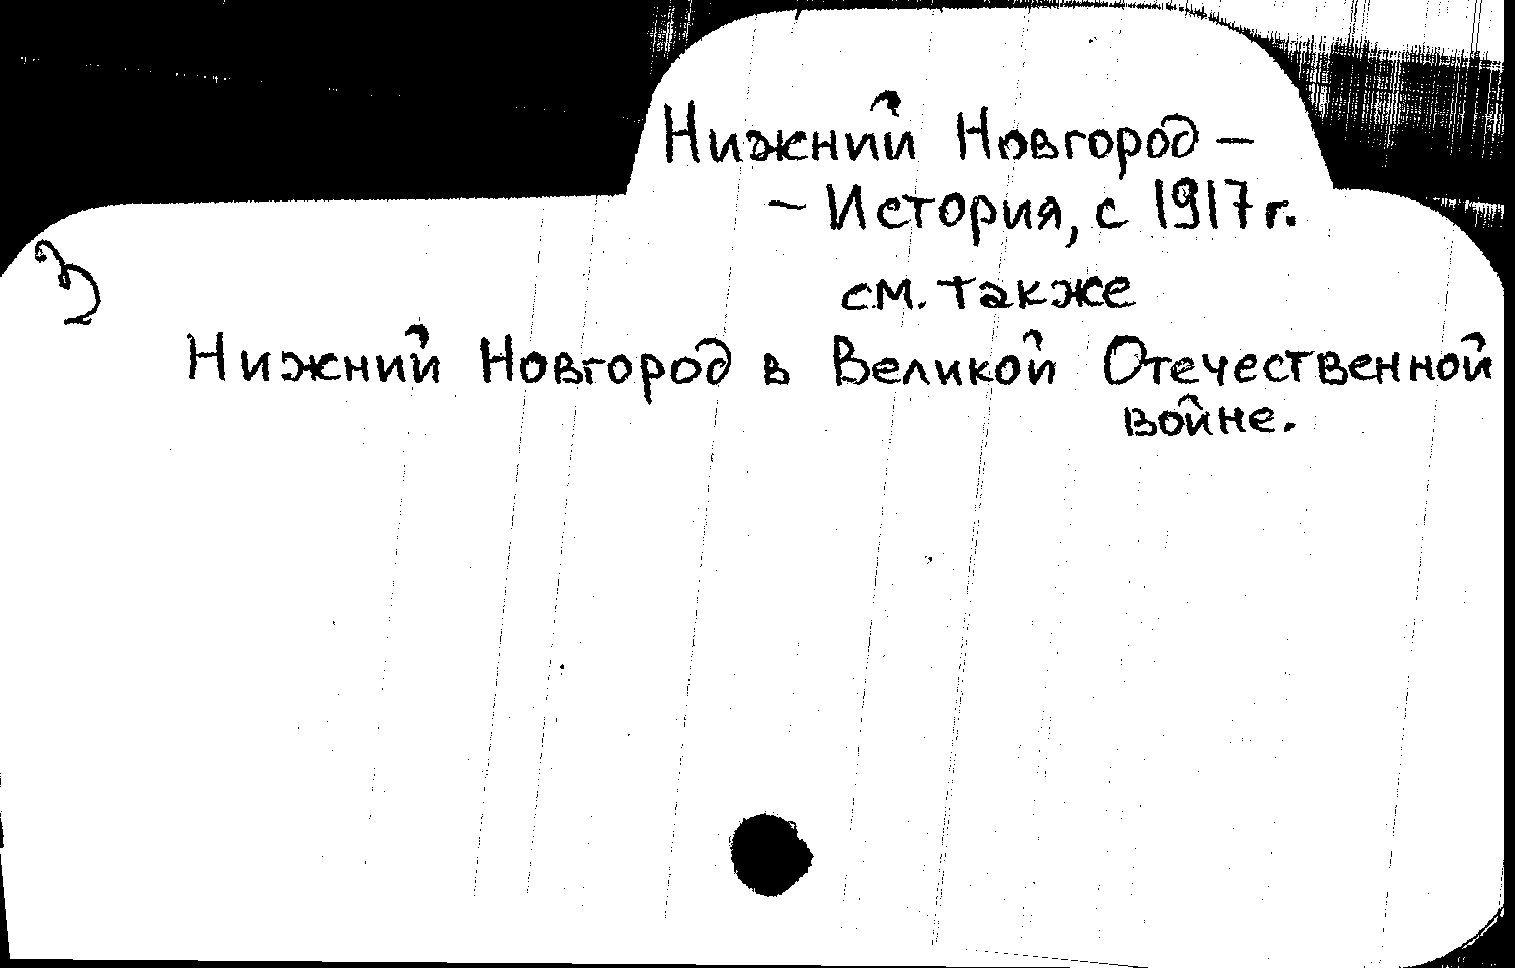 Нижний Новгород –
– История, с 1917 г.
см. также
Нижний Новгород в Великой Отечественной
войне.